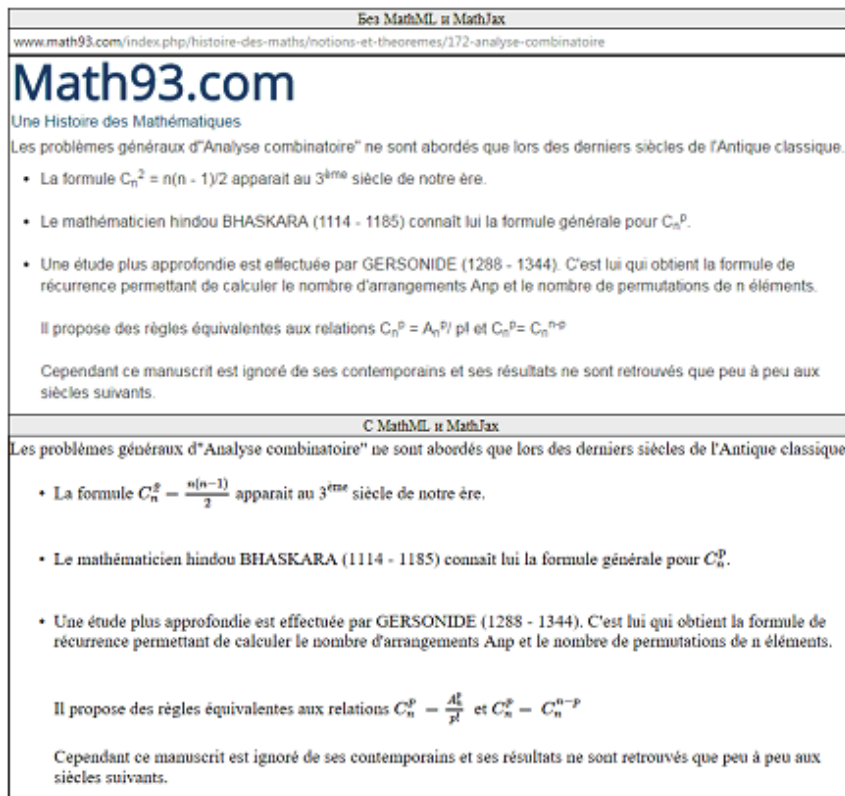 Без MathML и MathJax
www.math93.com/index.php/histoire-des-maths/notions-et-theoremes/172-analyse-combinatoire
Math93.com
Une Histoire des Mathématiques
Les problèmes généraux d"Analyse combinatoire" ne sont abordés que lors des derniers siècles de l'Antique classique.
• La formule Cₙ² = n(n - 1)/2 apparait au 3ᵉᵐᵉ siècle de notre ère.
• Le mathématicien hindou BHASKARA (1114 - 1185) connaît lui la formule générale pour Cₙᵖ.
• Une étude plus approfondie est effectuée par GERSONIDE (1288 - 1344). C'est lui qui obtient la formule de
récurrence permettant de calculer le nombre d'arrangements Anp et le nombre de permutations de n éléments.
Il propose des règles équivalentes aux relations Cₙᵖ = Aₙᵖ/ p! et Cₙᵖ= Cₙⁿ⁻ᵖ
Cependant ce manuscrit est ignoré de ses contemporains et ses résultats ne sont retrouvés que peu à peu aux
siècles suivants.
С MathML и MathJax
Les problèmes généraux d"Analyse combinatoire" ne sont abordés que lors des derniers siècles de l'Antique classique
• La formule Cₙ² = n(n−1)/2 apparait au 3ᵉᵐᵉ siècle de notre ère.
• Le mathématicien hindou BHASKARA (1114 - 1185) connaît lui la formule générale pour Cₙᵖ.
• Une étude plus approfondie est effectuée par GERSONIDE (1288 - 1344). C'est lui qui obtient la formule de
récurrence permettant de calculer le nombre d'arrangements Anp et le nombre de permutations de n éléments.
Il propose des règles équivalentes aux relations Cₙᵖ = Aₙᵖ/p! et Cₙᵖ = Cₙⁿ⁻ᵖ
Cependant ce manuscrit est ignoré de ses contemporains et ses résultats ne sont retrouvés que peu à peu aux
siècles suivants.